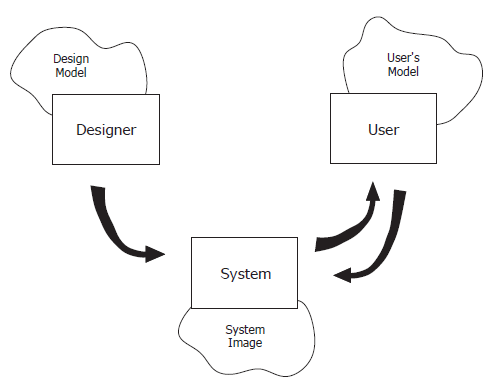 Design
Model
Designer
User's
Model
User
System
System
Image